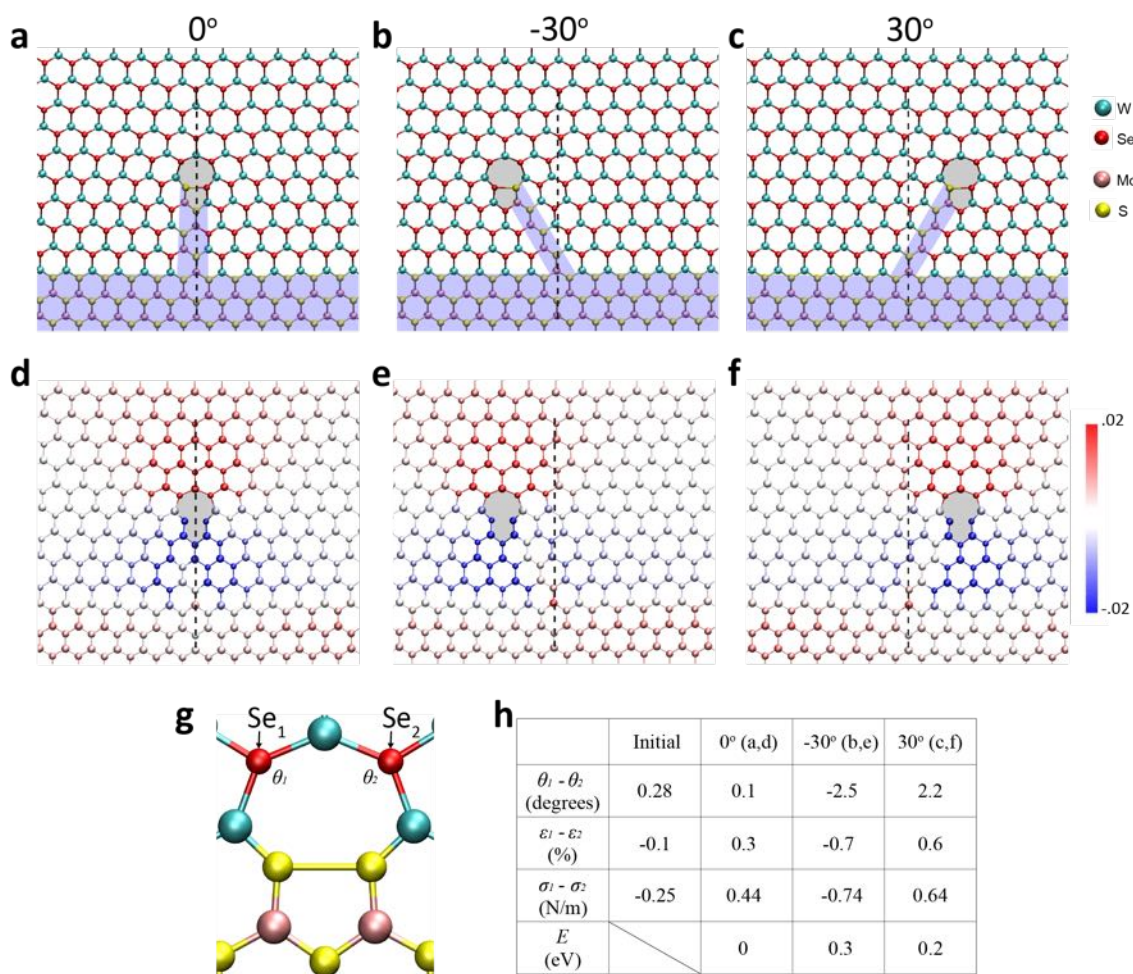 0°
-30°
30°
a
b
c
W
Se
Mo
S
d
e
f
.02
-.02
g
Se₁
Se₂
θ₁
θ₂
h
Initial 0° (a,d) -30° (b,e) 30° (c,f)
θ₁ - θ₂
(degrees) 0.28 0.1 -2.5 2.2
ε₁ - ε₂
(%) -0.1 0.3 -0.7 0.6
σ₁ - σ₂
(N/m) -0.25 0.44 -0.74 0.64
E
(eV) 0 0.3 0.2